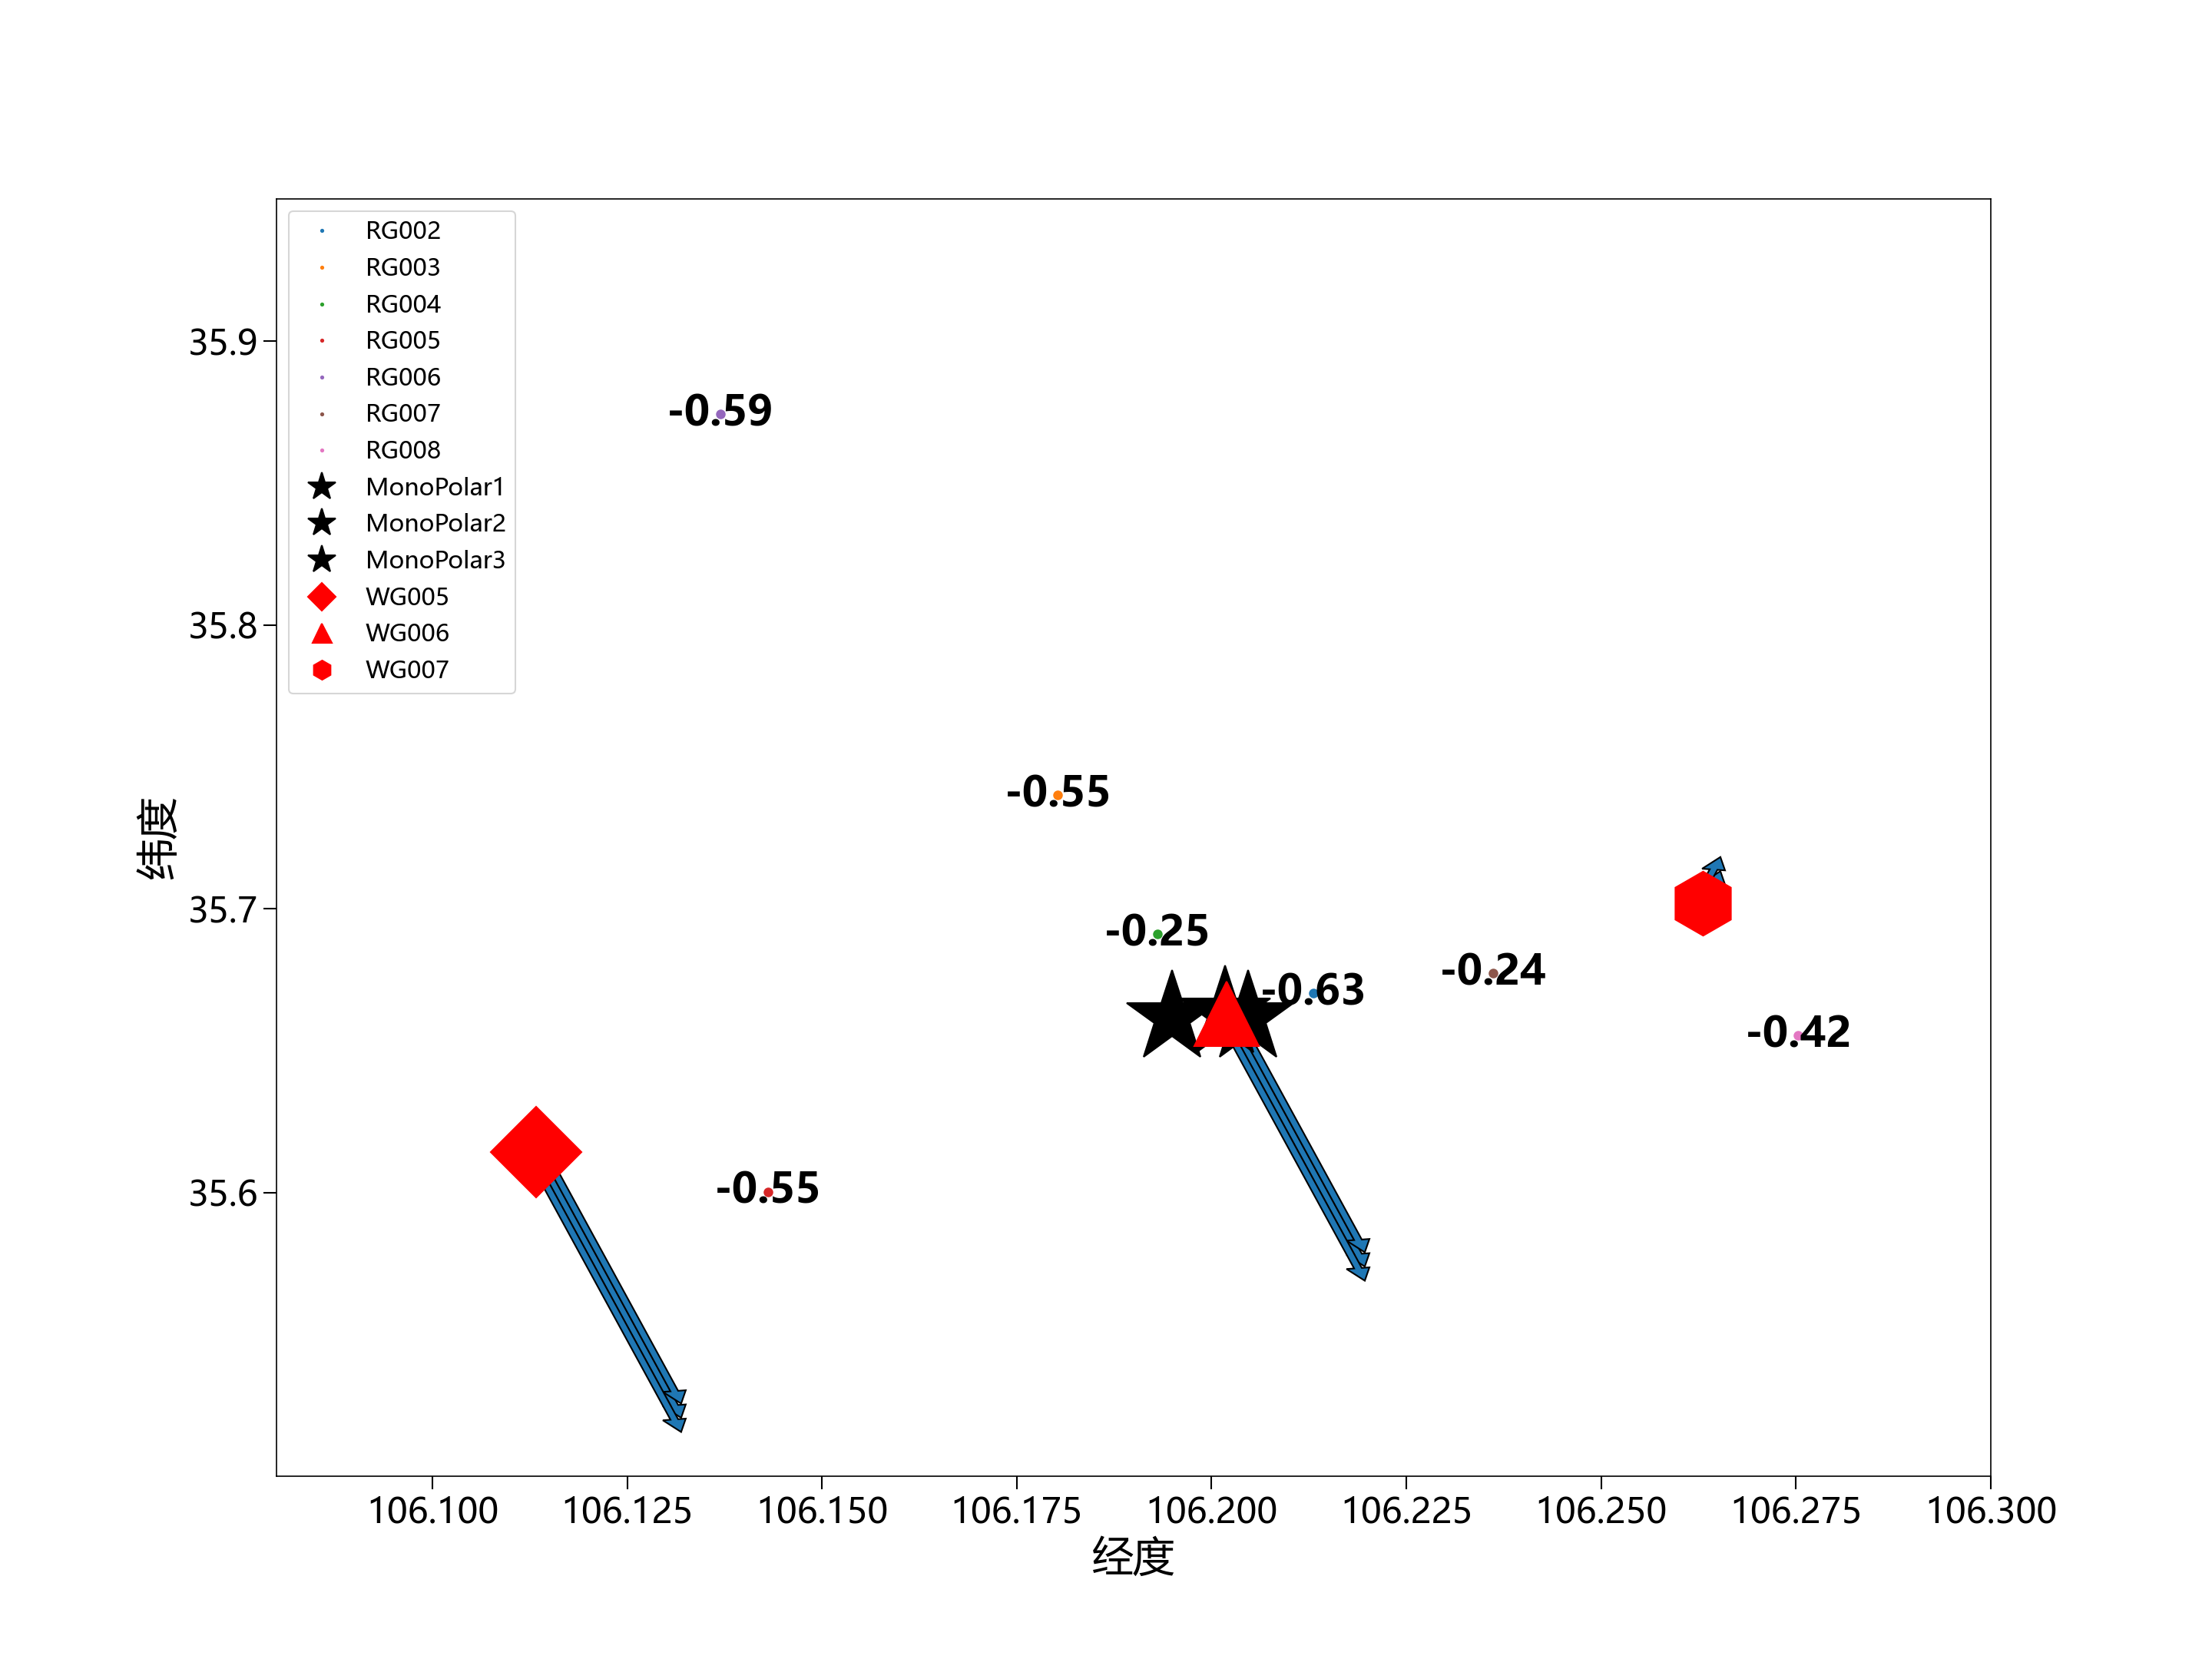 RG002
RG003
RG004
RG005
RG006
RG007
RG008
MonoPolar1
MonoPolar2
MonoPolar3
WG005
WG006
WG007
35.9
35.8
35.7
35.6
纬度
-0.59
-0.55
-0.25
-0.63
-0.24
-0.42
-0.55
106.100
106.125
106.150
106.175
106.200
106.225
106.250
106.275
106.300
经度